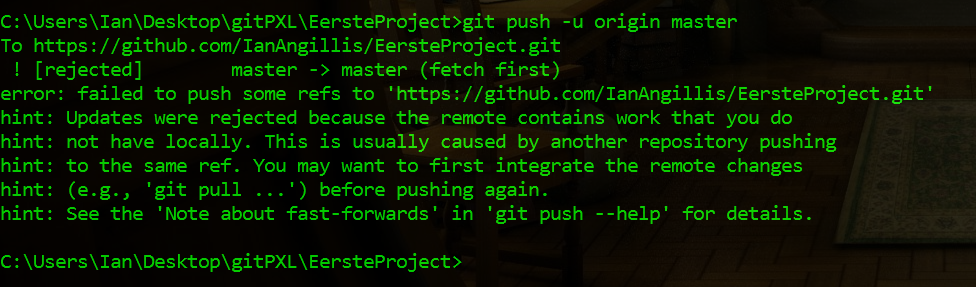 C:\Users\Ian\Desktop\gitPXL\EersteProject>git push -u origin master
To https://github.com/IanAngillis/EersteProject.git
 ! [rejected]        master -> master (fetch first)
error: failed to push some refs to 'https://github.com/IanAngillis/EersteProject.git'
hint: Updates were rejected because the remote contains work that you do
hint: not have locally. This is usually caused by another repository pushing
hint: to the same ref. You may want to first integrate the remote changes
hint: (e.g., 'git pull ...') before pushing again.
hint: See the 'Note about fast-forwards' in 'git push --help' for details.
C:\Users\Ian\Desktop\gitPXL\EersteProject>